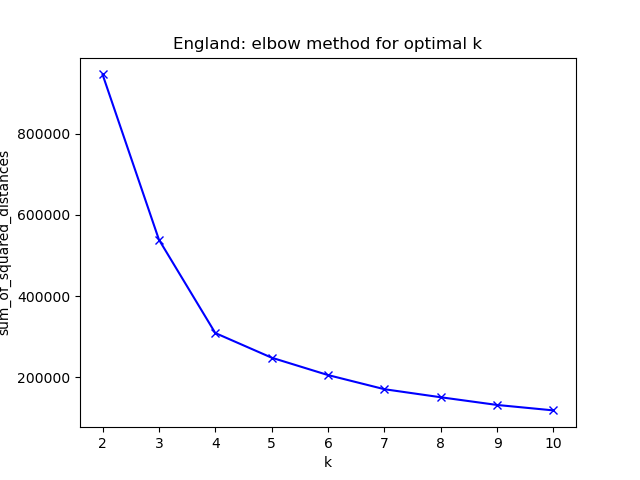 England: elbow method for optimal k
sum_of_squared_distances
800000
600000
400000
200000
2 3 4 5 6 7 8 9 10
k